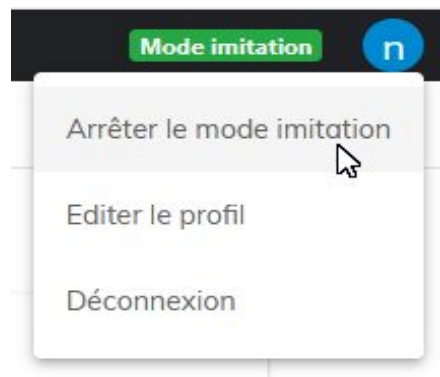 Mode imitation n
Arrêter le mode imitation
Editer le profil
Déconnexion